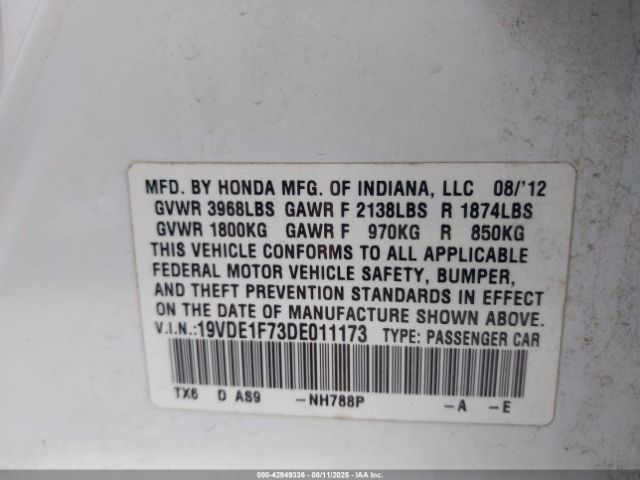 MFD. BY HONDA MFG. OF INDIANA, LLC 08/'12
GVWR 3968LBS GAWR F 2138LBS R 1874LBS
GVWR 1800KG GAWR F 970KG R 850KG
THIS VEHICLE CONFORMS TO ALL APPLICABLE
FEDERAL MOTOR VEHICLE SAFETY, BUMPER,
AND THEFT PREVENTION STANDARDS IN EFFECT
ON THE DATE OF MANUFACTURE SHOWN ABOVE.
V.I.N.:19VDE1F73DE011173 TYPE: PASSENGER CAR
TX6 D AS9 -NH788P -A -E
000-42949336 - 08/11/2025 - IAAI.COM